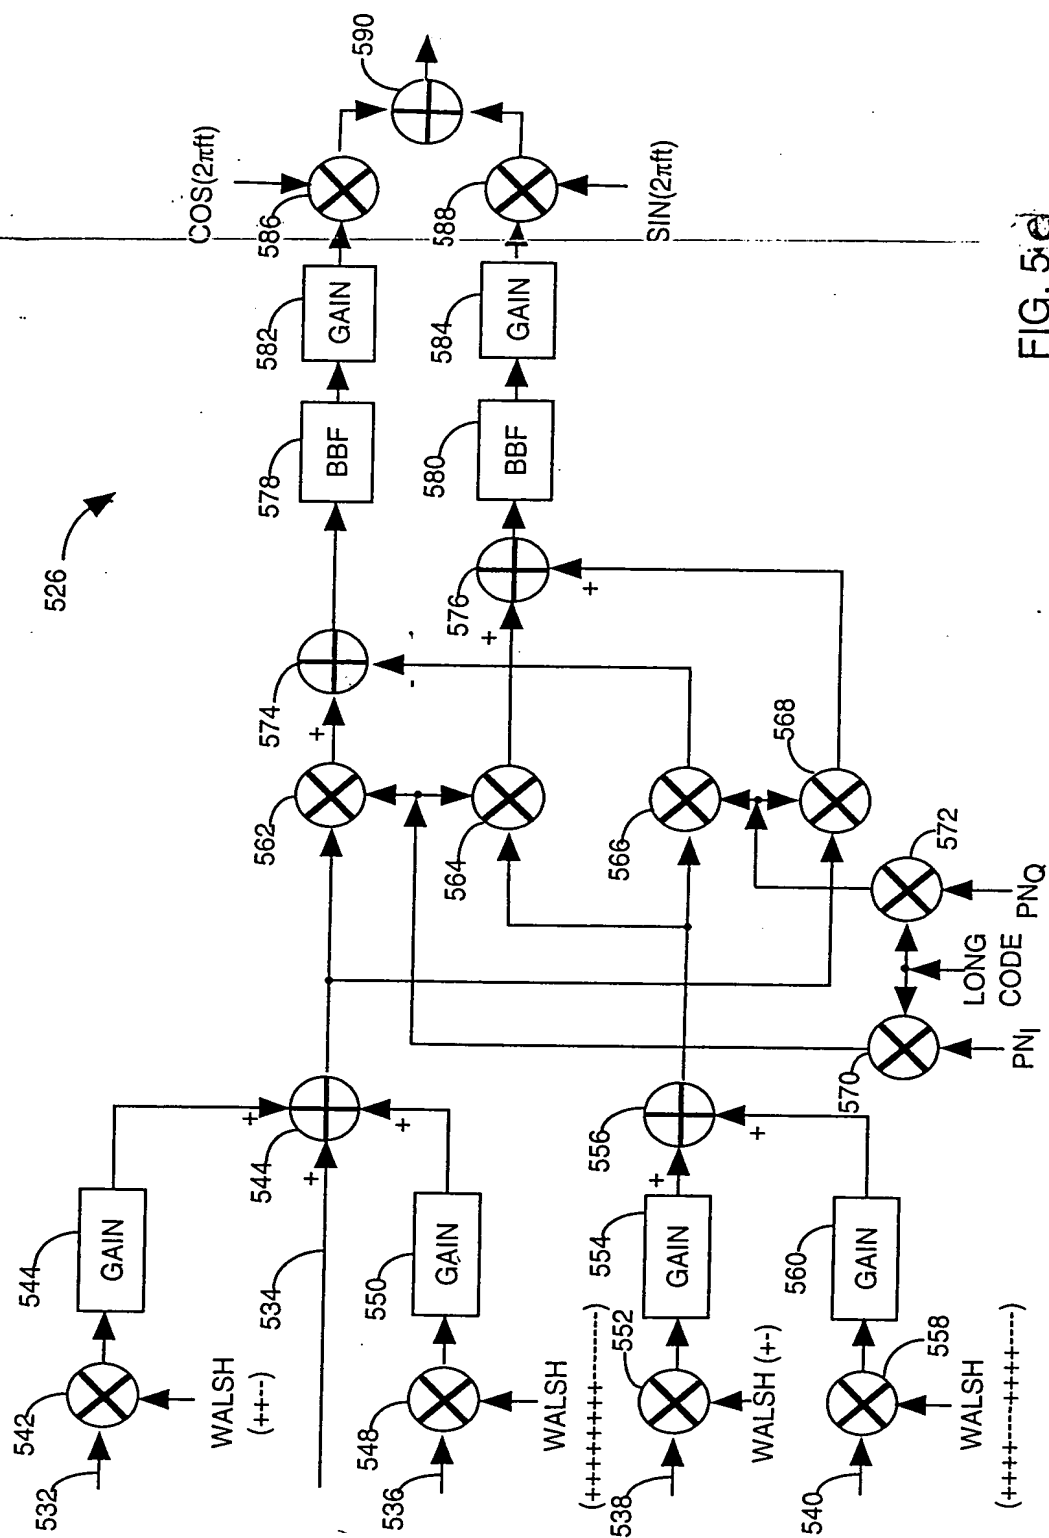 526
532
542
WALSH
(++--)
544
GAIN
534
+
544
+
+
536
548
WALSH
(++++++++--------)
550
GAIN
538
552
WALSH (+-)
554
GAIN
+
556
+
540
558
WALSH
(++++----++++----)
560
GAIN
570
PNI
LONG
CODE
572
PNQ
562
564
566
568
+
574
-
576
+
+
578
BBF
580
BBF
582
GAIN
584
GAIN
586
COS(2πft)
588
SIN(2πft)
590
FIG. 5e